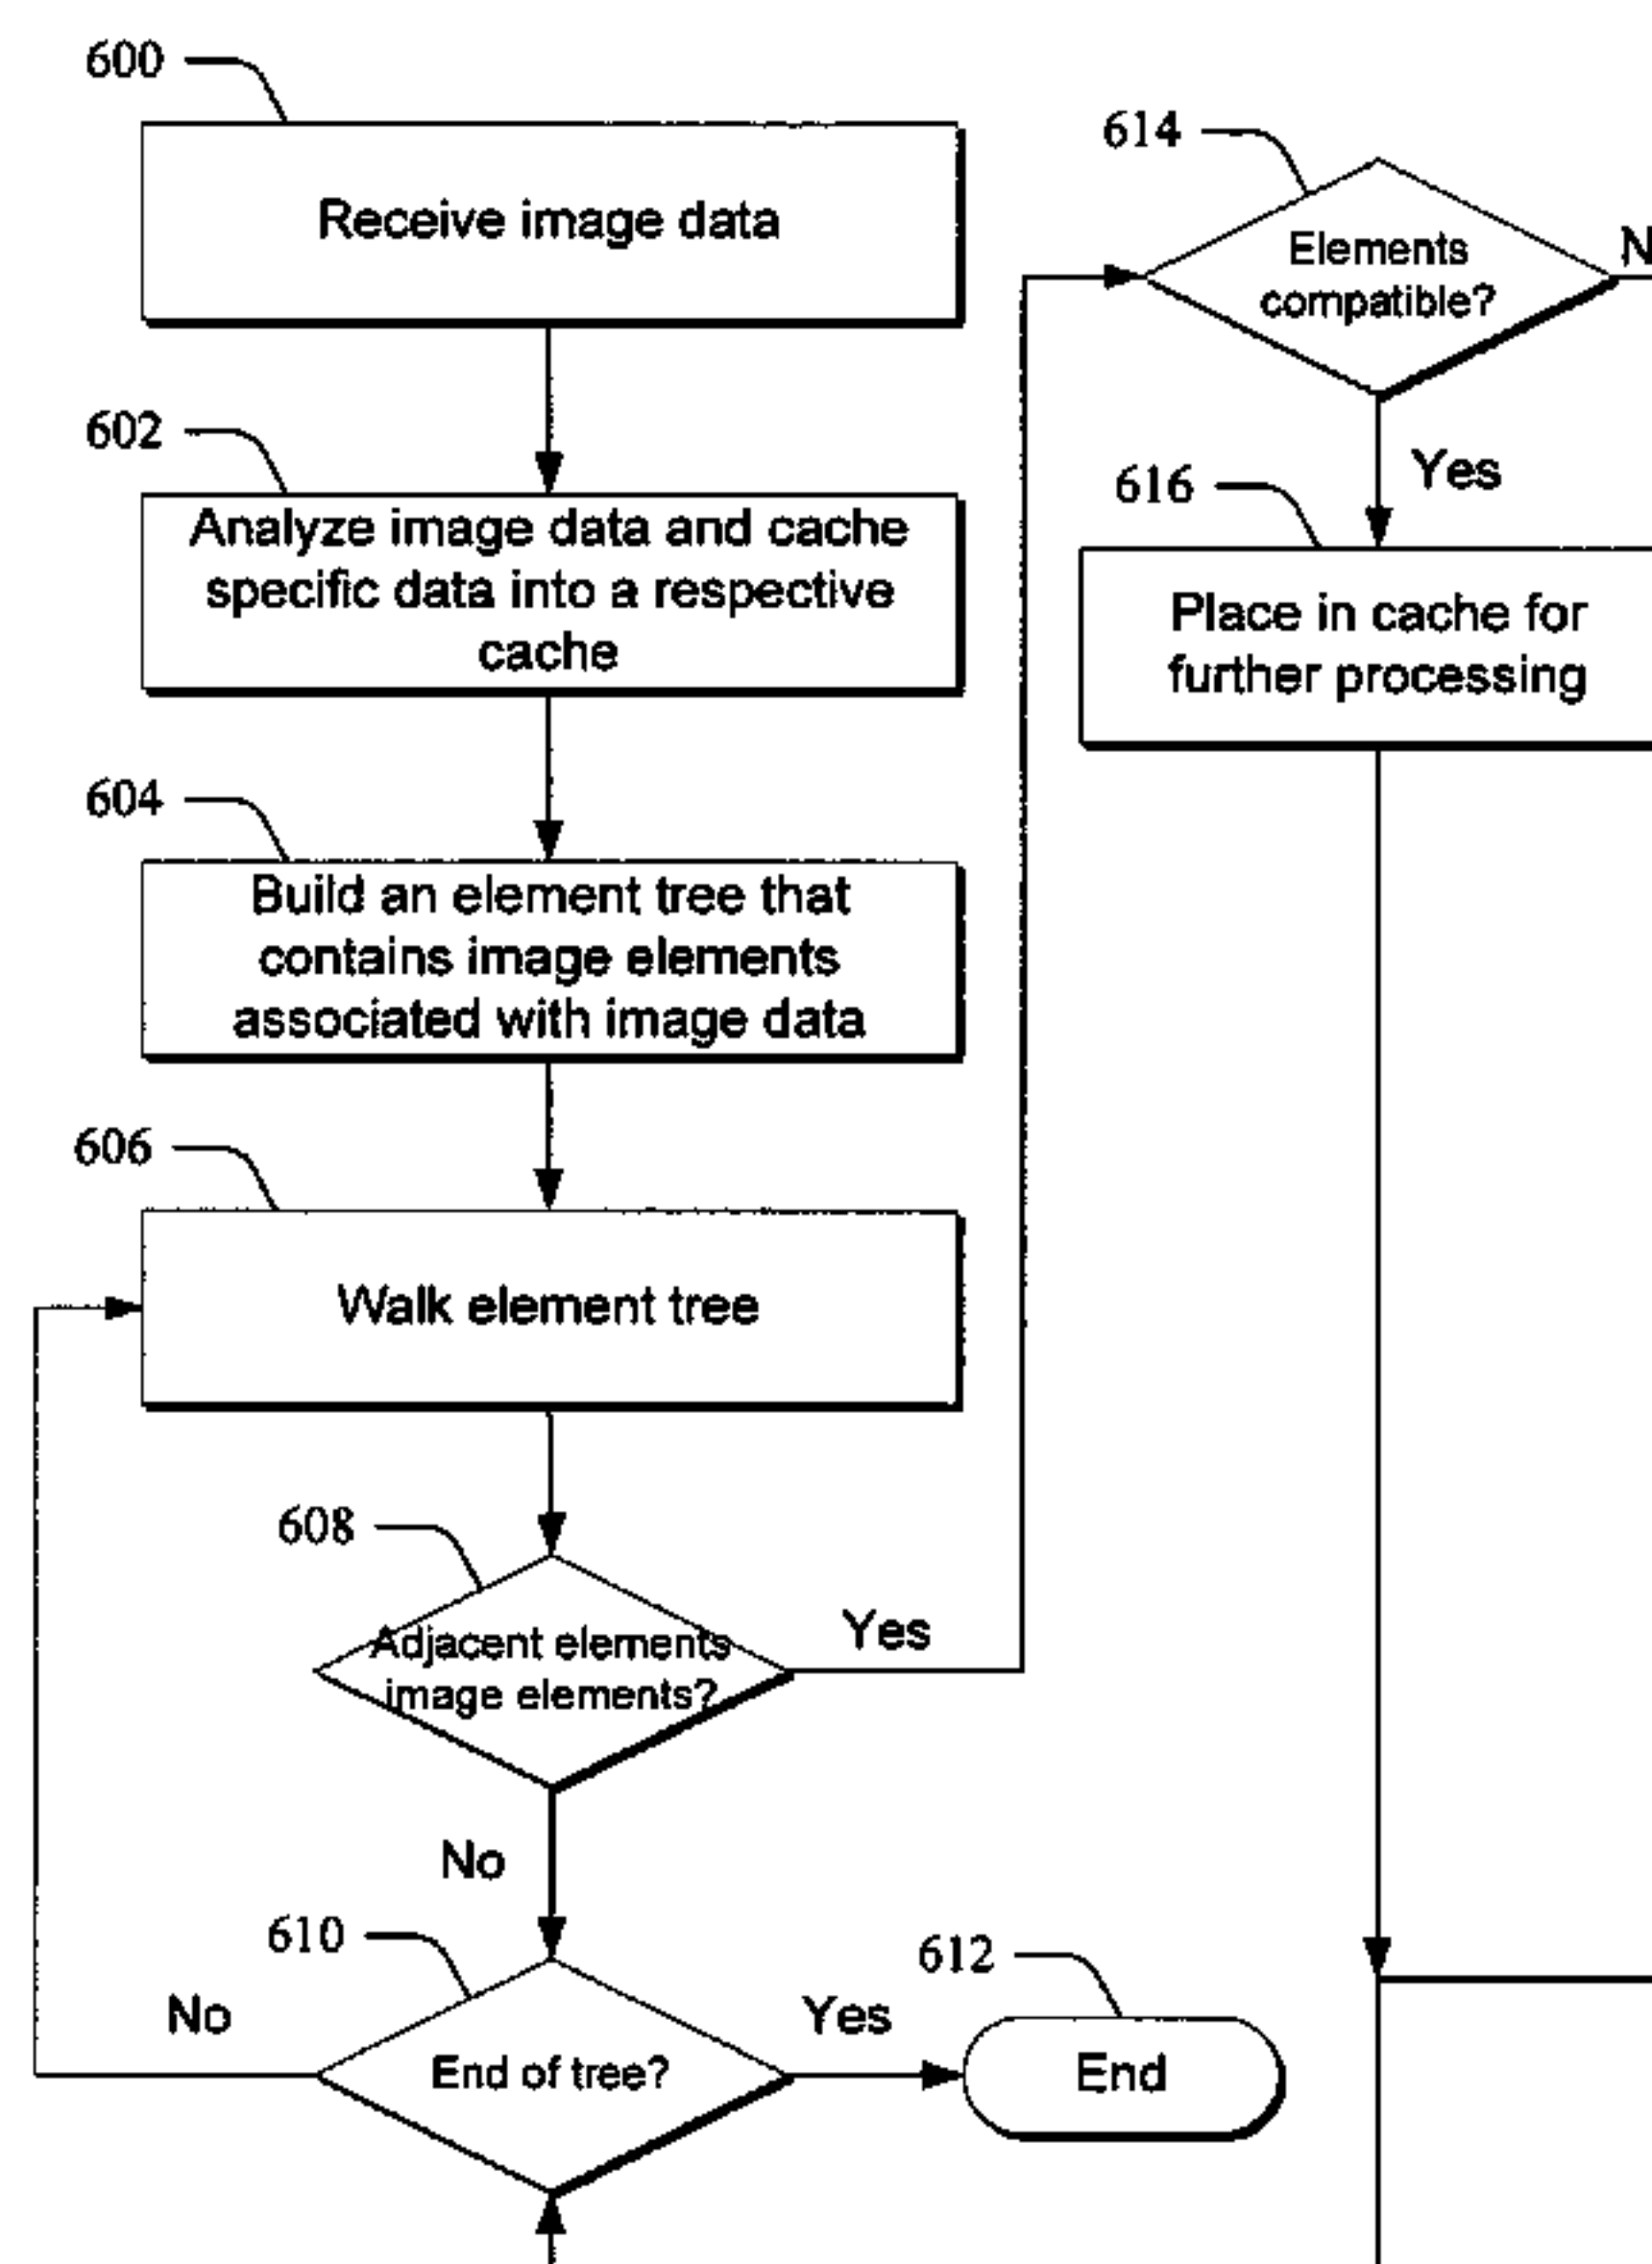 600
Receive image data
602
Analyze image data and cache
specific data into a respective
cache
604
Build an element tree that
contains image elements
associated with image data
606
Walk element tree
608
Adjacent elements
image elements?
Yes
No
610
End of tree?
No
Yes
612
End
614
Elements
compatible?
N
Yes
616
Place in cache for
further processing